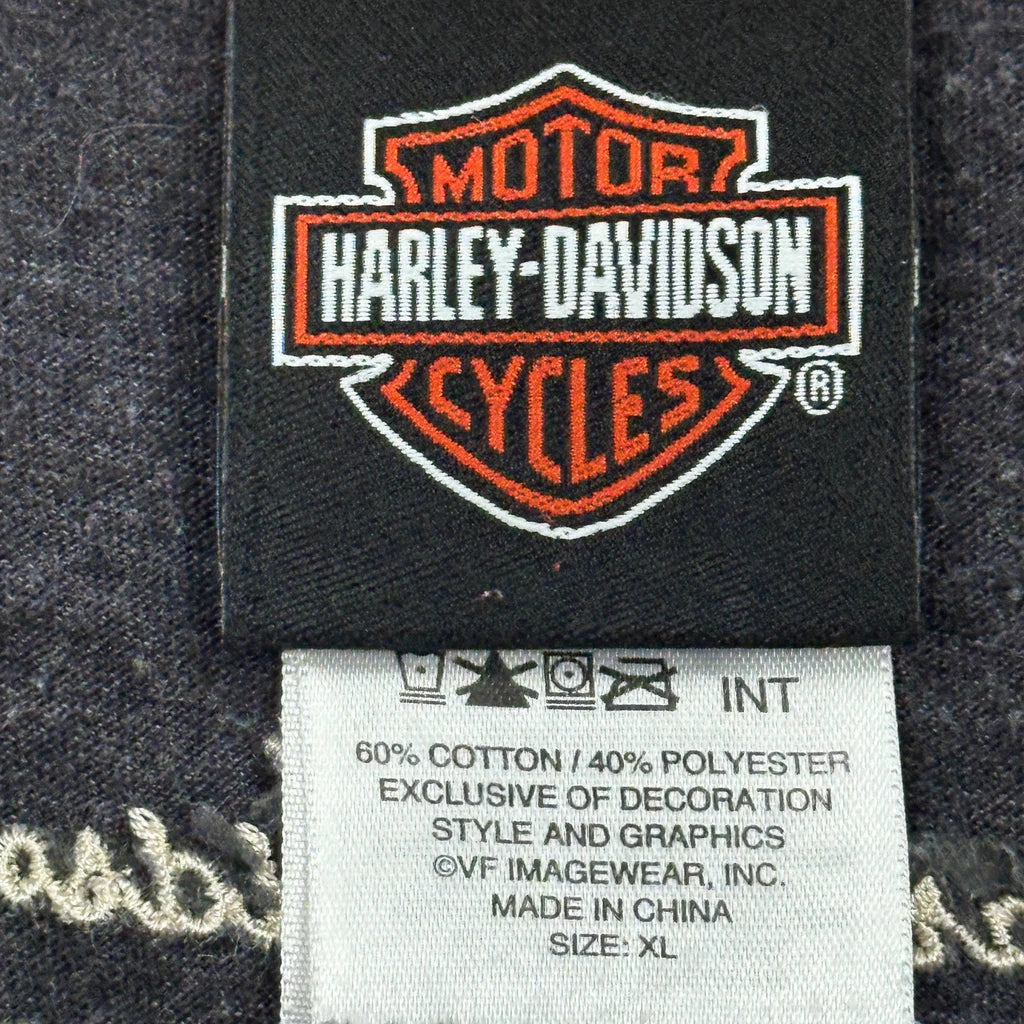 MOTOR
HARLEY-DAVIDSON
CYCLES
®
INT
60% COTTON / 40% POLYESTER
EXCLUSIVE OF DECORATION
STYLE AND GRAPHICS
©VF IMAGEWEAR, INC.
MADE IN CHINA
SIZE: XL